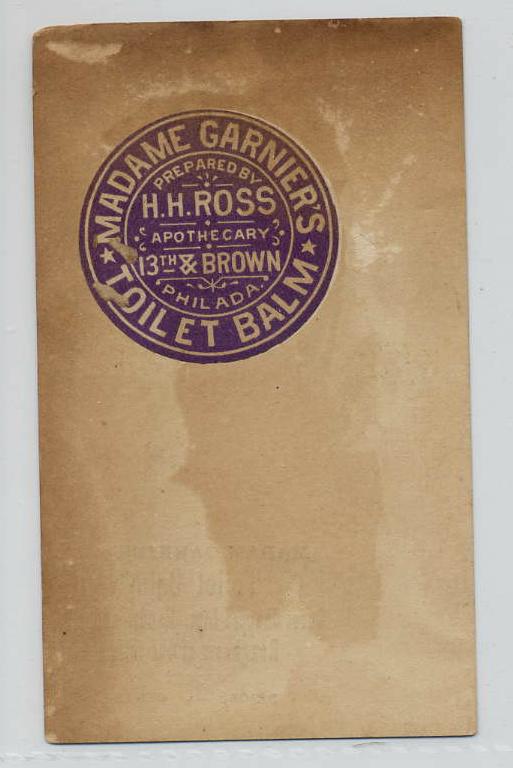 MADAME GARNIER'S
PREPARED BY
H.H. ROSS
APOTHECARY
13TH & BROWN
PHILADA.
TOILET BALM